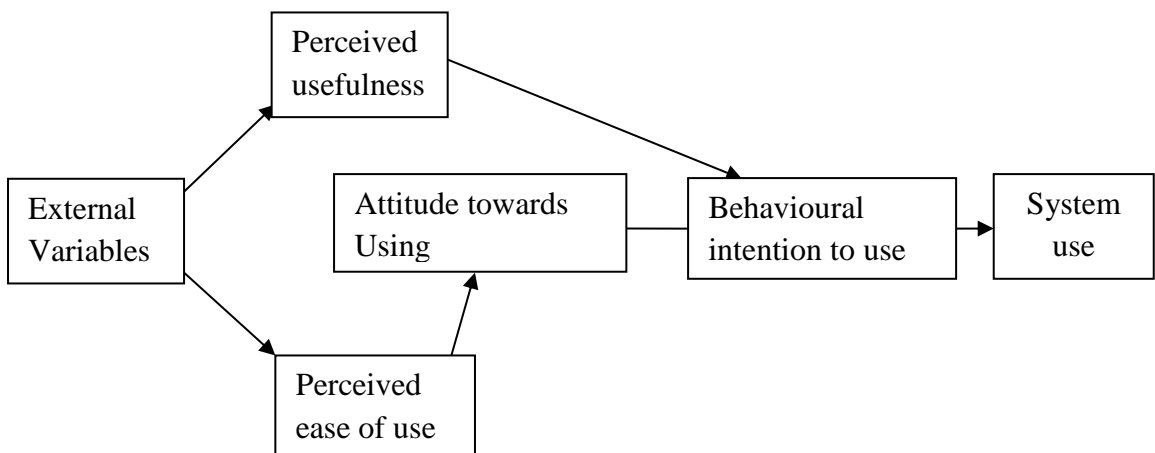 Perceived
usefulness
External
Variables
Attitude towards
Using
Behavioural
intention to use
System
use
Perceived
ease of use